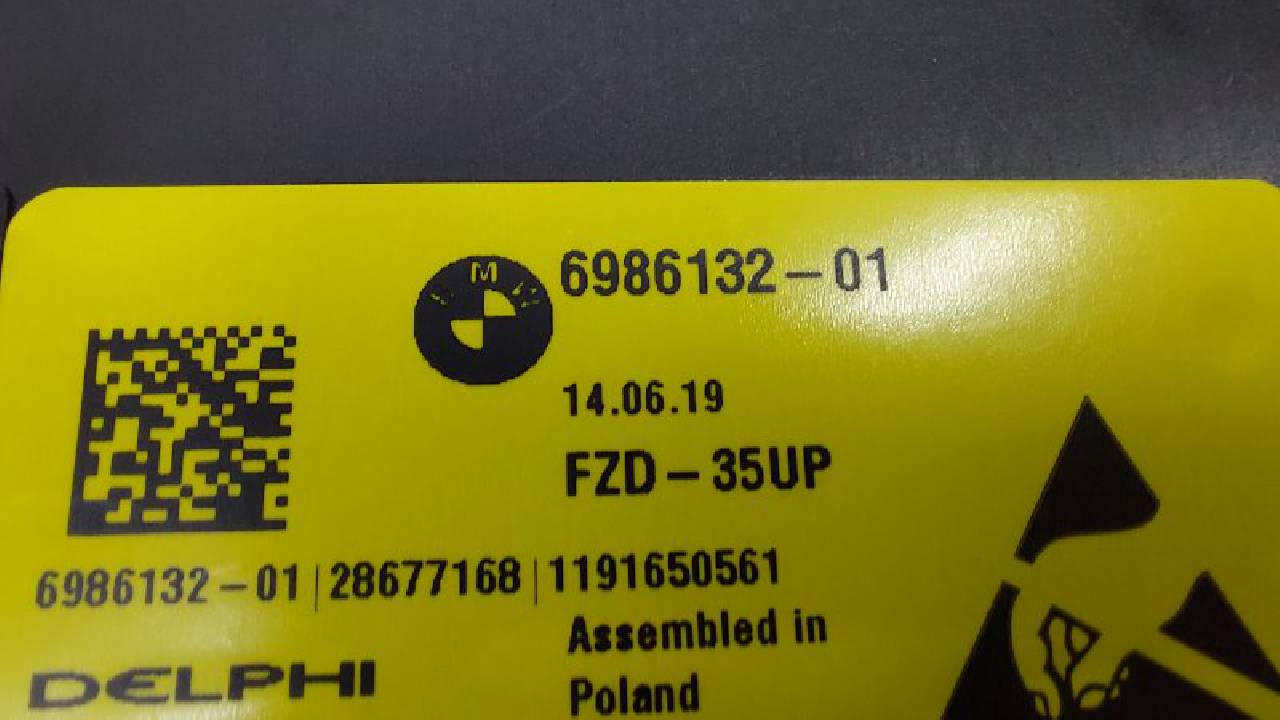 BMW
6986132-01
14.06.19
FZD-35UP
6986132-01|28677168|1191650561
Assembled in
Poland
DELPHI